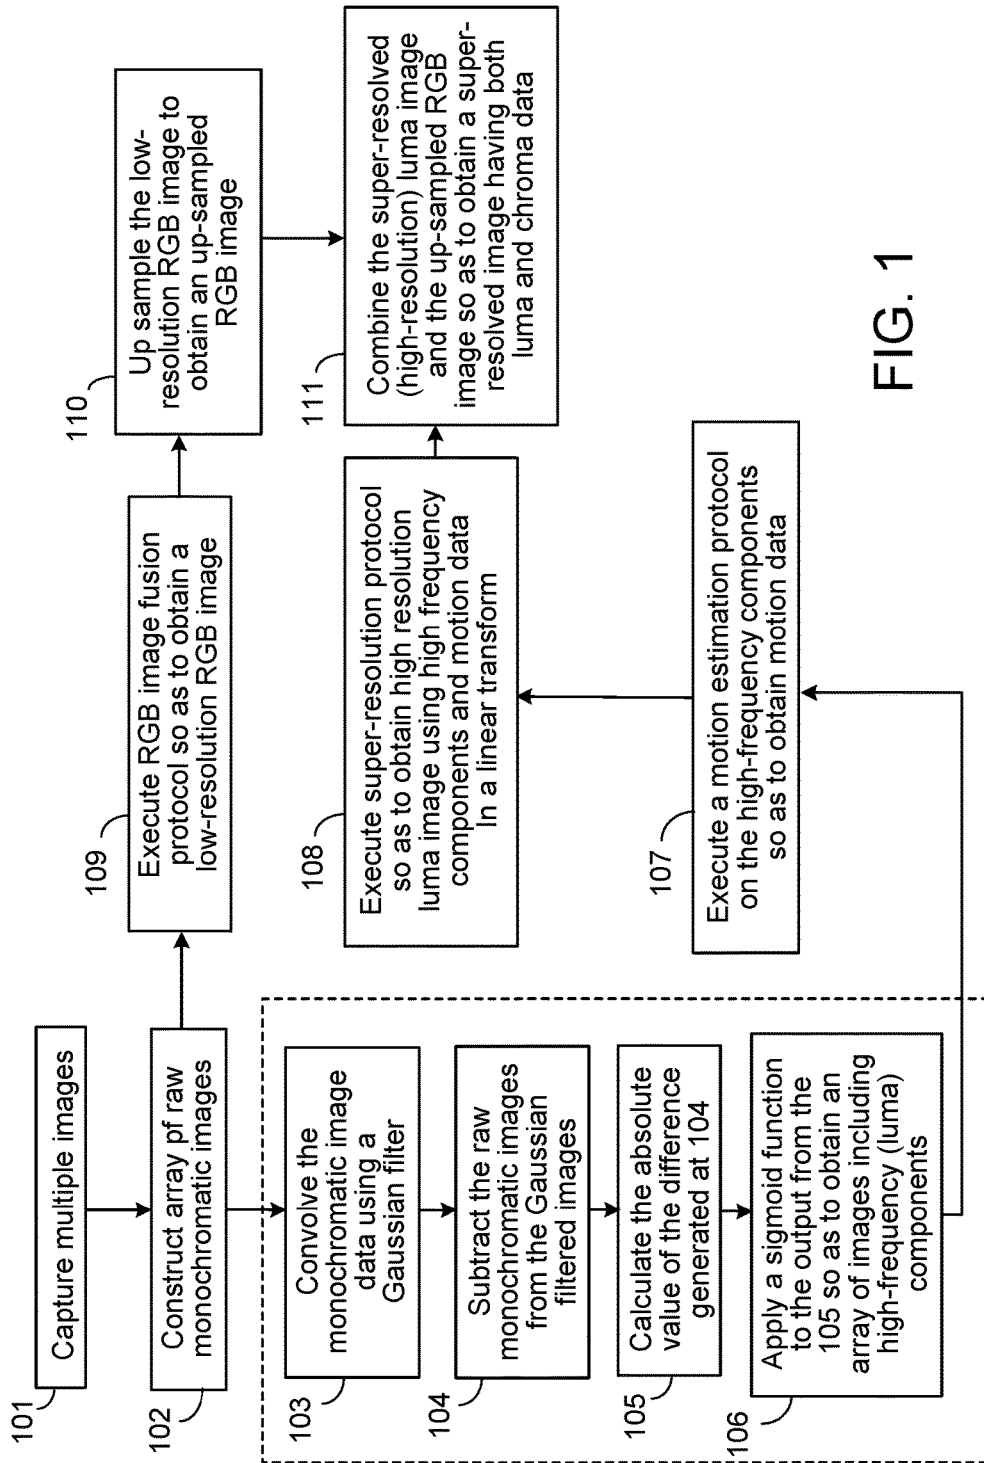 101
Capture multiple images
102
Construct array pf raw
monochromatic images
103
Convolve the
monochromatic image
data using a
Gaussian filter
104
Subtract the raw
monochromatic images
from the Gaussian
filtered images
105
Calculate the absolute
value of the difference
generated at 104
106
Apply a sigmoid function
to the output from the
105 so as to obtain an
array of images including
high-frequency (luma)
components
107
Execute a motion estimation protocol
on the high-frequency components
so as to obtain motion data
108
Execute super-resolution protocol
so as to obtain high resolution
luma image using high frequency
components and motion data
In a linear transform
109
Execute RGB image fusion
protocol so as to obtain a
low-resolution RGB image
110
Up sample the low-
resolution RGB image to
obtain an up-sampled
RGB image
111
Combine the super-resolved
(high-resolution) luma image
and the up-sampled RGB
image so as to obtain a super-
resolved image having both
luma and chroma data
FIG. 1